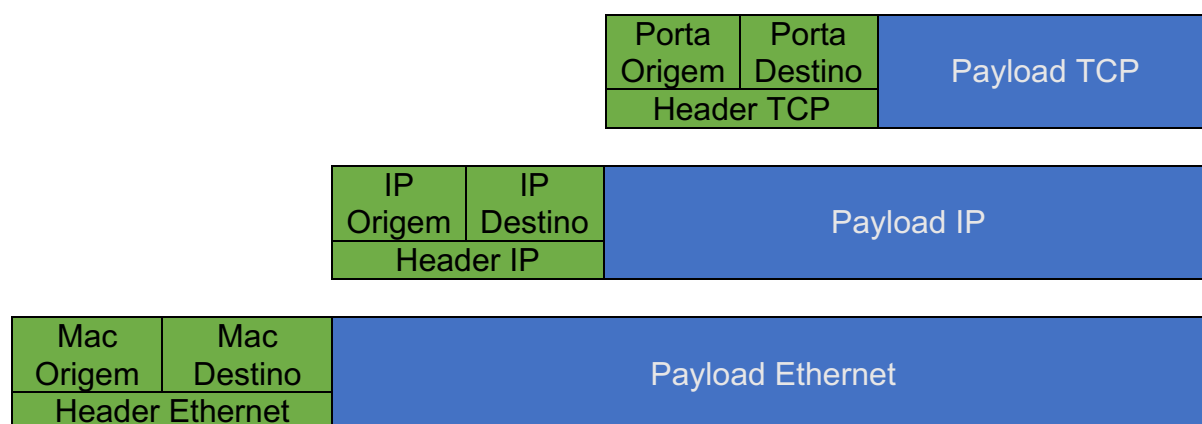 Porta
Origem
Porta
Destino
Header TCP
Payload TCP
IP
Origem
IP
Destino
Header IP
Payload IP
Mac
Origem
Mac
Destino
Header Ethernet
Payload Ethernet